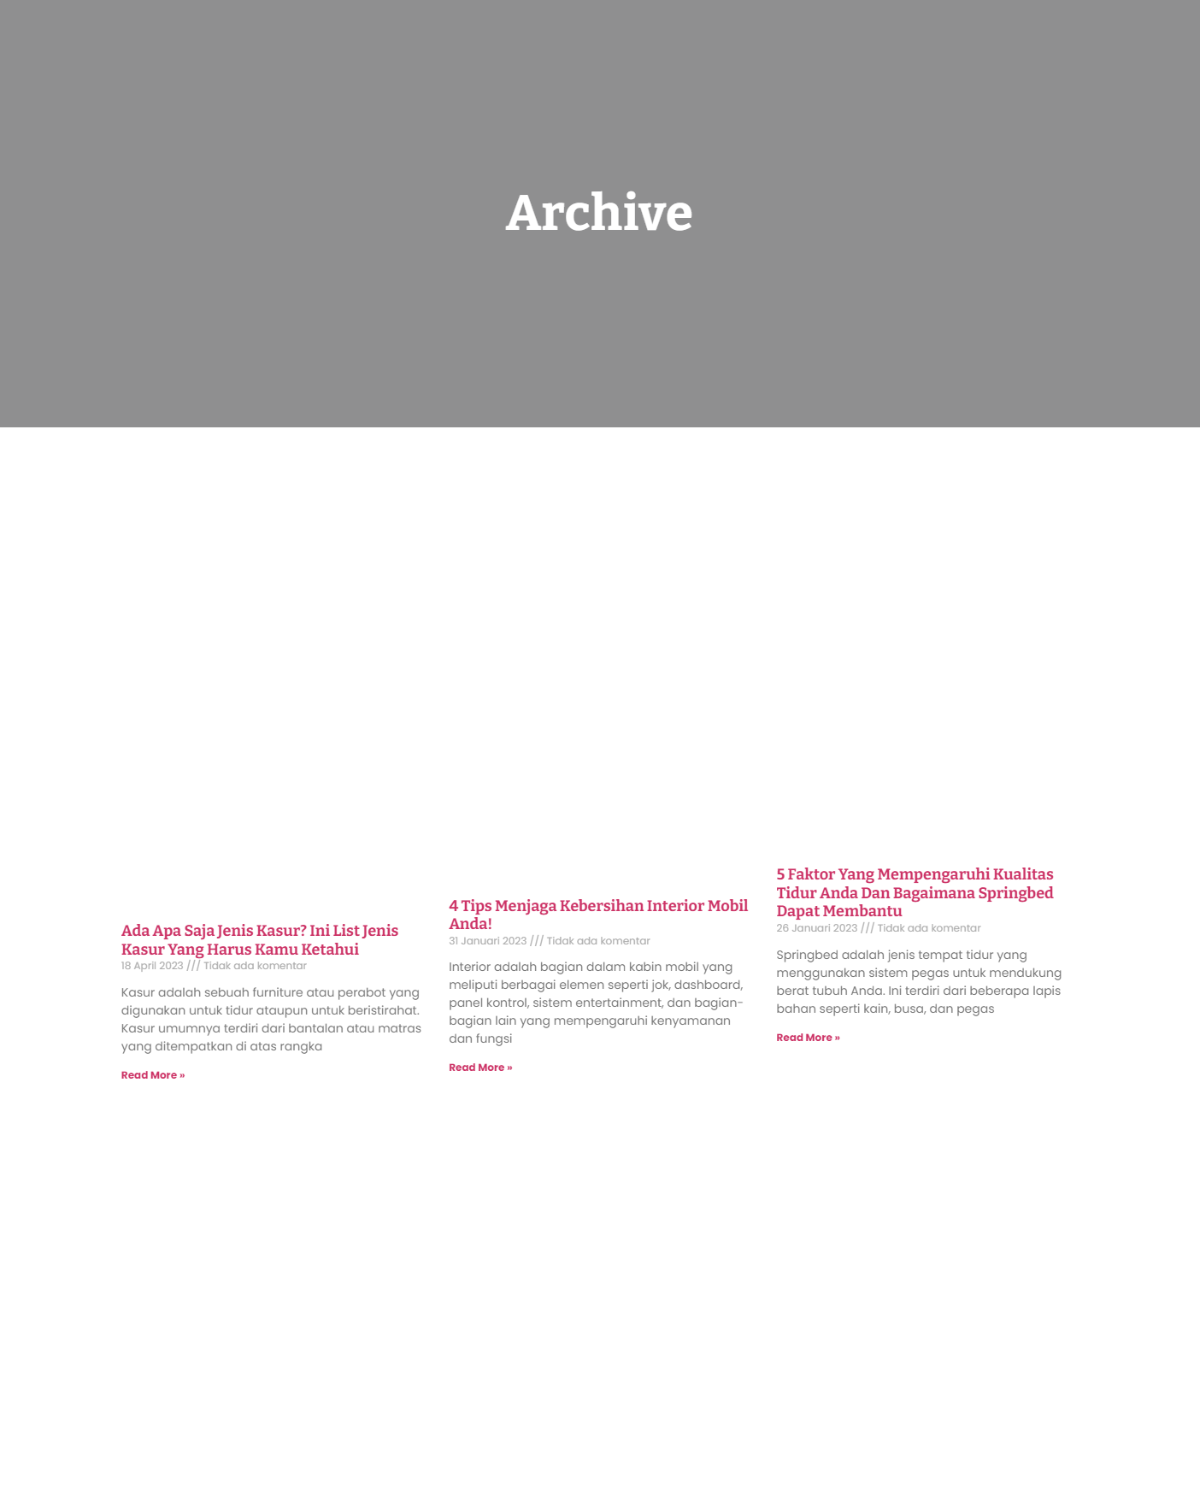 Archive
Ada Apa Saja Jenis Kasur? Ini List Jenis
Kasur Yang Harus Kamu Ketahui
18 April 2023 /// Tidak ada komentar
Kasur adalah sebuah furniture atau perabot yang
digunakan untuk tidur ataupun untuk beristirahat.
Kasur umumnya terdiri dari bantalan atau matras
yang ditempatkan di atas rangka
Read More »
4 Tips Menjaga Kebersihan Interior Mobil
Anda!
31 Januari 2023 /// Tidak ada komentar
Interior adalah bagian dalam kabin mobil yang
meliputi berbagai elemen seperti jok, dashboard,
panel kontrol, sistem entertainment, dan bagian-
bagian lain yang mempengaruhi kenyamanan
dan fungsi
Read More »
5 Faktor Yang Mempengaruhi Kualitas
Tidur Anda Dan Bagaimana Springbed
Dapat Membantu
26 Januari 2023 /// Tidak ada komentar
Springbed adalah jenis tempat tidur yang
menggunakan sistem pegas untuk mendukung
berat tubuh Anda. Ini terdiri dari beberapa lapis
bahan seperti kain, busa, dan pegas
Read More »